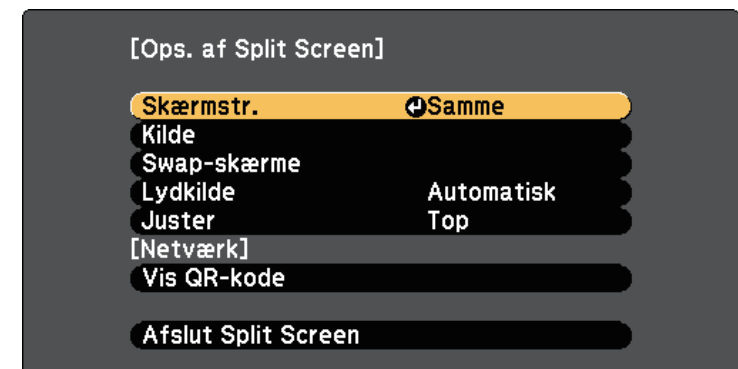 [Ops. af Split Screen]
Skærmstr. Samme
Kilde
Swap-skærme
Lydkilde Automatisk
Juster Top
[Netværk]
Vis QR-kode
Afslut Split Screen